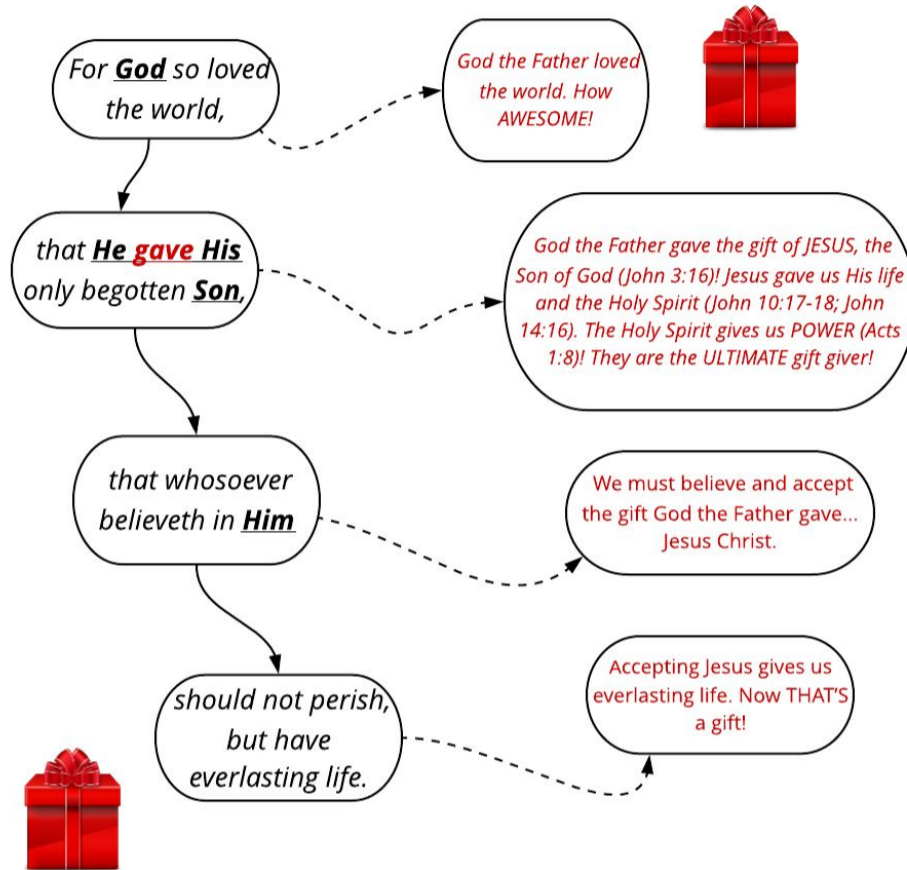 For God so loved
the world,
God the Father loved
the world. How
AWESOME!
that He gave His
only begotten Son,
God the Father gave the gift of JESUS, the
Son of God (John 3:16)! Jesus gave us His life
and the Holy Spirit (John 10:17-18; John
14:16). The Holy Spirit gives us POWER (Acts
1:8)! They are the ULTIMATE gift giver!
that whosoever
believeth in Him
We must believe and accept
the gift God the Father gave...
Jesus Christ.
should not perish,
but have
everlasting life.
Accepting Jesus gives us
everlasting life. Now THAT'S
a gift!